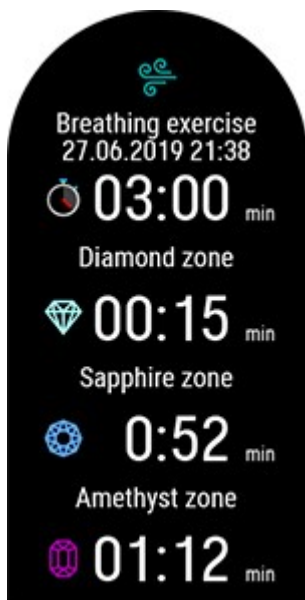 Breathing exercise
27.06.2019 21:38
03:00 min
Diamond zone
00:15 min
Sapphire zone
0:52 min
Amethyst zone
01:12 min